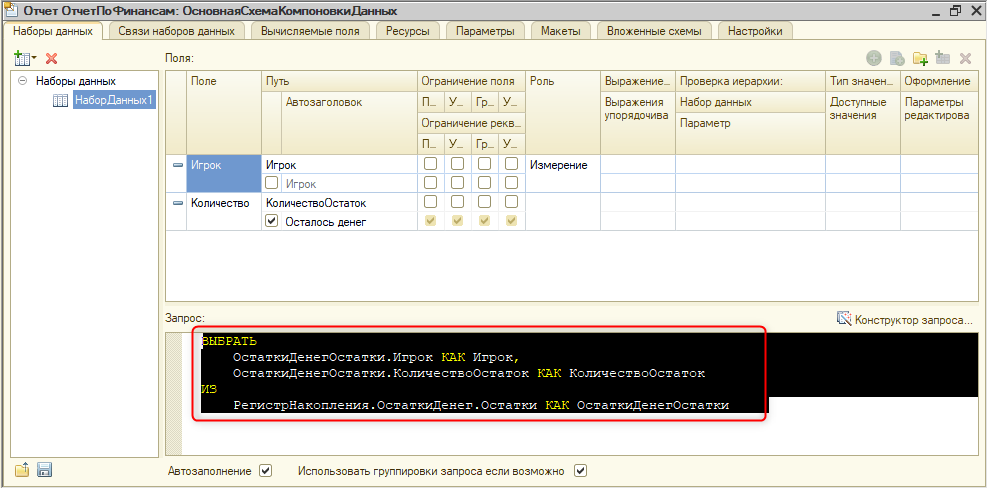 Отчет ОтчетПоФинансам: ОсновнаяСхемаКомпоновкиДанных
Наборы данных
Связи наборов данных
Вычисляемые поля
Ресурсы
Параметры
Макеты
Вложенные схемы
Настройки
Поля:
Наборы данных
НаборДанных1
Поле
Путь
Ограничение поля
Роль
Выражение...
Проверка иерархии:
Тип значен...
Оформление
Автозаголовок
П... У... Гр... У...
Выражения упорядочива
Набор данных
Доступные значения
Параметры редактирова
Ограничение рекв...
Параметр
П... У... Гр... У...
Игрок
Игрок
Измерение
Игрок
Количество
КоличествоОстаток
Осталось денег
Запрос:
Конструктор запроса...
ВЫБРАТЬ
ОстаткиДенегОстатки.Игрок КАК Игрок,
ОстаткиДенегОстатки.КоличествоОстаток КАК КоличествоОстаток
ИЗ
РегистрНакопления.ОстаткиДенег.Остатки КАК ОстаткиДенегОстатки
Автозаполнение
Использовать группировки запроса если возможно